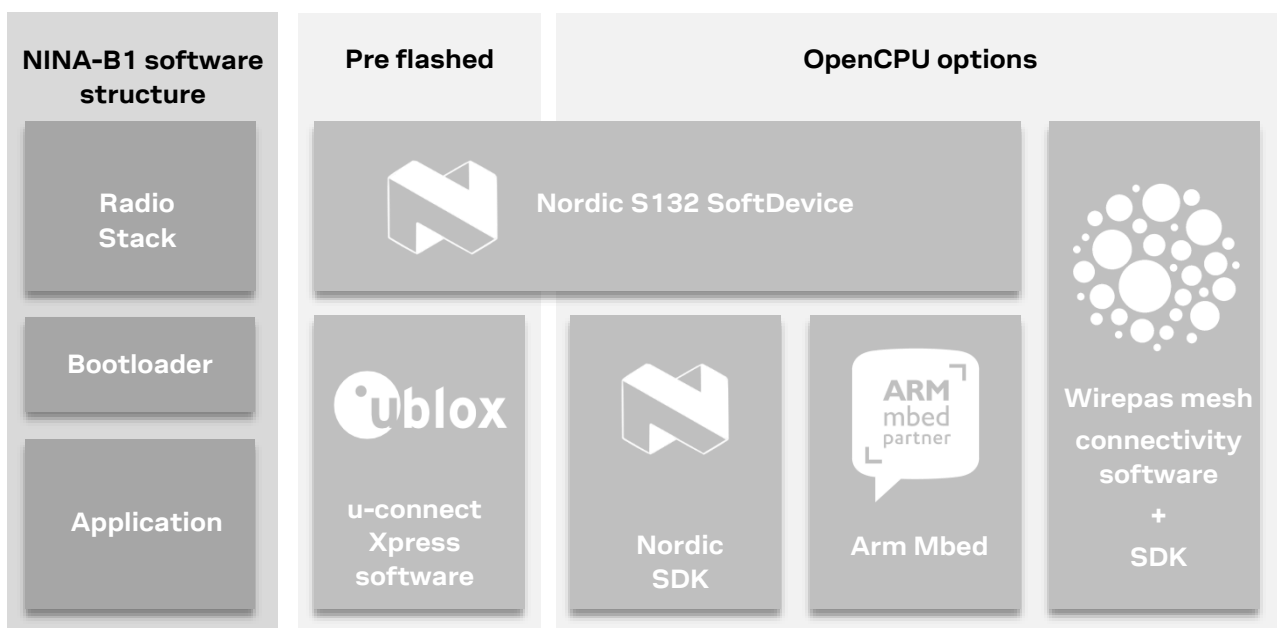 NINA-B1 software
structure
Radio
Stack
Bootloader
Application
Pre flashed
OpenCPU options
Nordic S132 SoftDevice
ublox
u-connect
Xpress
software
Nordic
SDK
ARM
mbed
partner
Arm Mbed
Wirepas mesh
connectivity
software
+
SDK